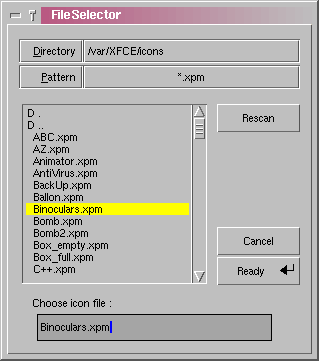 FileSelector
Directory /var/XFCE/icons
Pattern *.xpm
D .
D ..
ABC.xpm
AZ.xpm
Animator.xpm
AntiVirus.xpm
BackUp.xpm
Ballon.xpm
Binoculars.xpm
Bomb.xpm
Bomb2.xpm
Box_empty.xpm
Box_full.xpm
C++.xpm
Rescan
Cancel
Ready
Choose icon file :
Binoculars.xpm